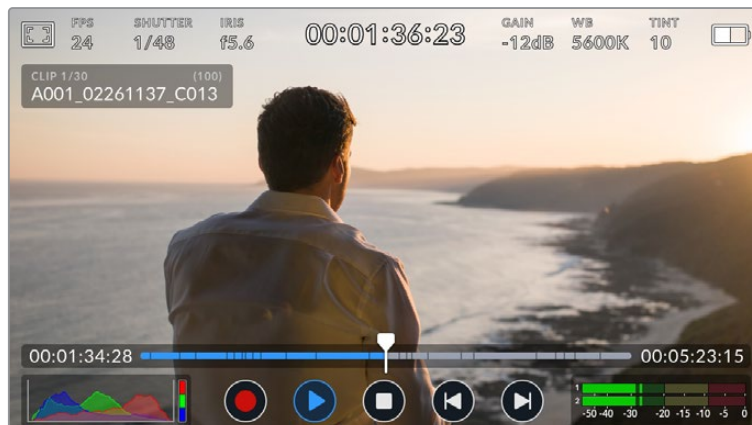 FPS SHUTTER IRIS 00:01:36:23 GAIN WB TINT
24 1/48 f5.6 -12dB 5600K 10
CLIP 1/30 (100)
A001_02261137_C013
00:01:34:28 00:05:23:15
1
2
-50 -40 -30 -20 -15 -10 -5 0